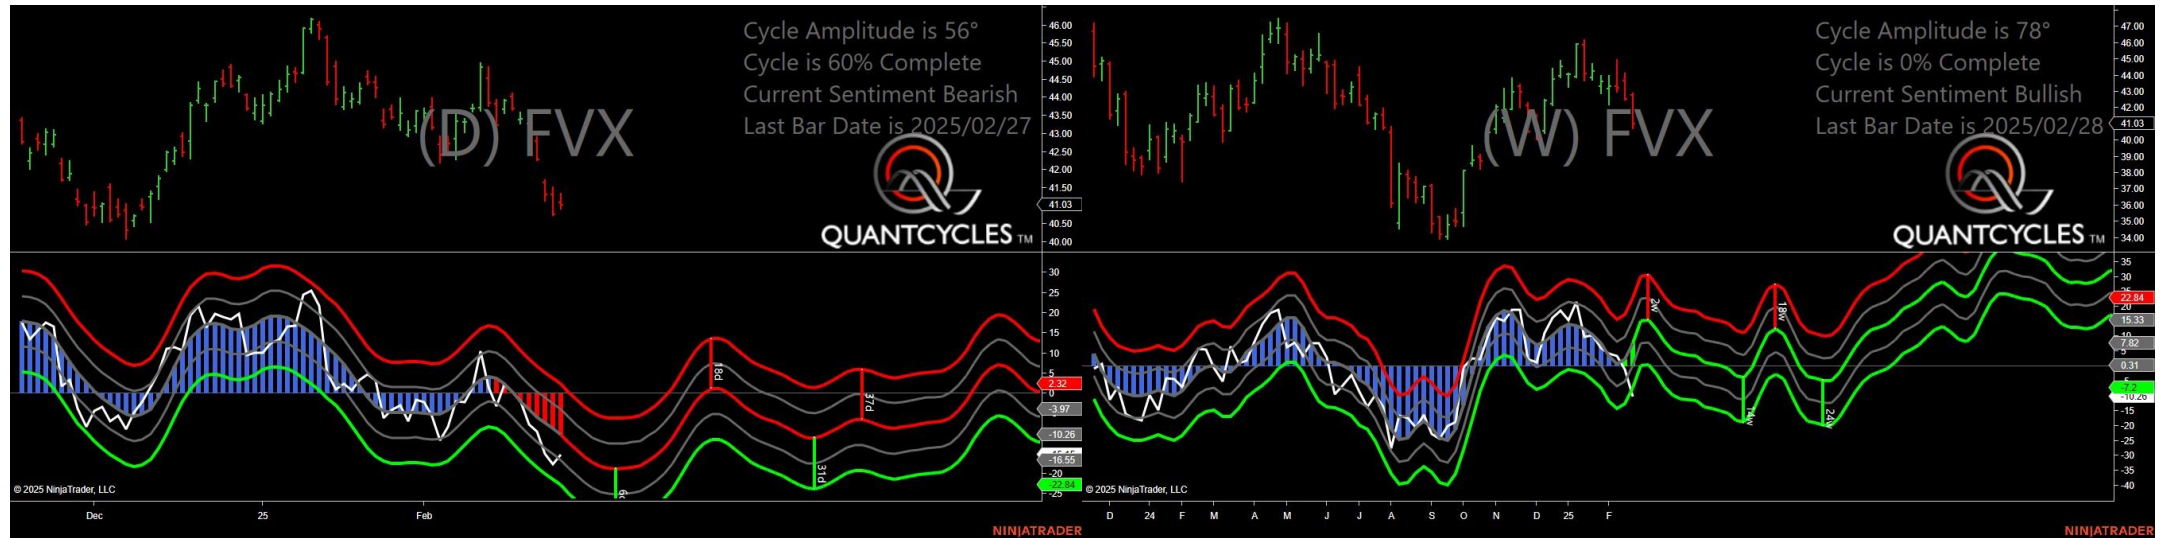 Cycle Amplitude is 56°
Cycle is 60% Complete
Current Sentiment Bearish
Last Bar Date is 2025/02/27
(D) FVX
QUANTCYCLES TM
46.00
45.50
45.00
44.50
44.00
43.50
43.00
42.50
42.00
41.50
41.03
40.50
40.00
30
25
20
15
10
5
2.32
0
-3.97
-10.26
-16.55
-20
-22.84
-25
18d
37d
31d
© 2025 NinjaTrader, LLC
Dec
25
Feb
NINJATRADER
Cycle Amplitude is 78°
Cycle is 0% Complete
Current Sentiment Bullish
Last Bar Date is 2025/02/28
(W) FVX
QUANTCYCLES TM
47.00
46.00
45.00
44.00
43.00
42.00
41.03
40.00
39.00
38.00
37.00
36.00
35.00
34.00
35
30
22.84
20
15.33
10
7.82
5
0.31
-7.2
-10.26
-15
-20
-25
-30
-35
-40
2w
18w
14w
24w
© 2025 NinjaTrader, LLC
D 24 F M A M J J A S O N D 25 F
NINJATRADER